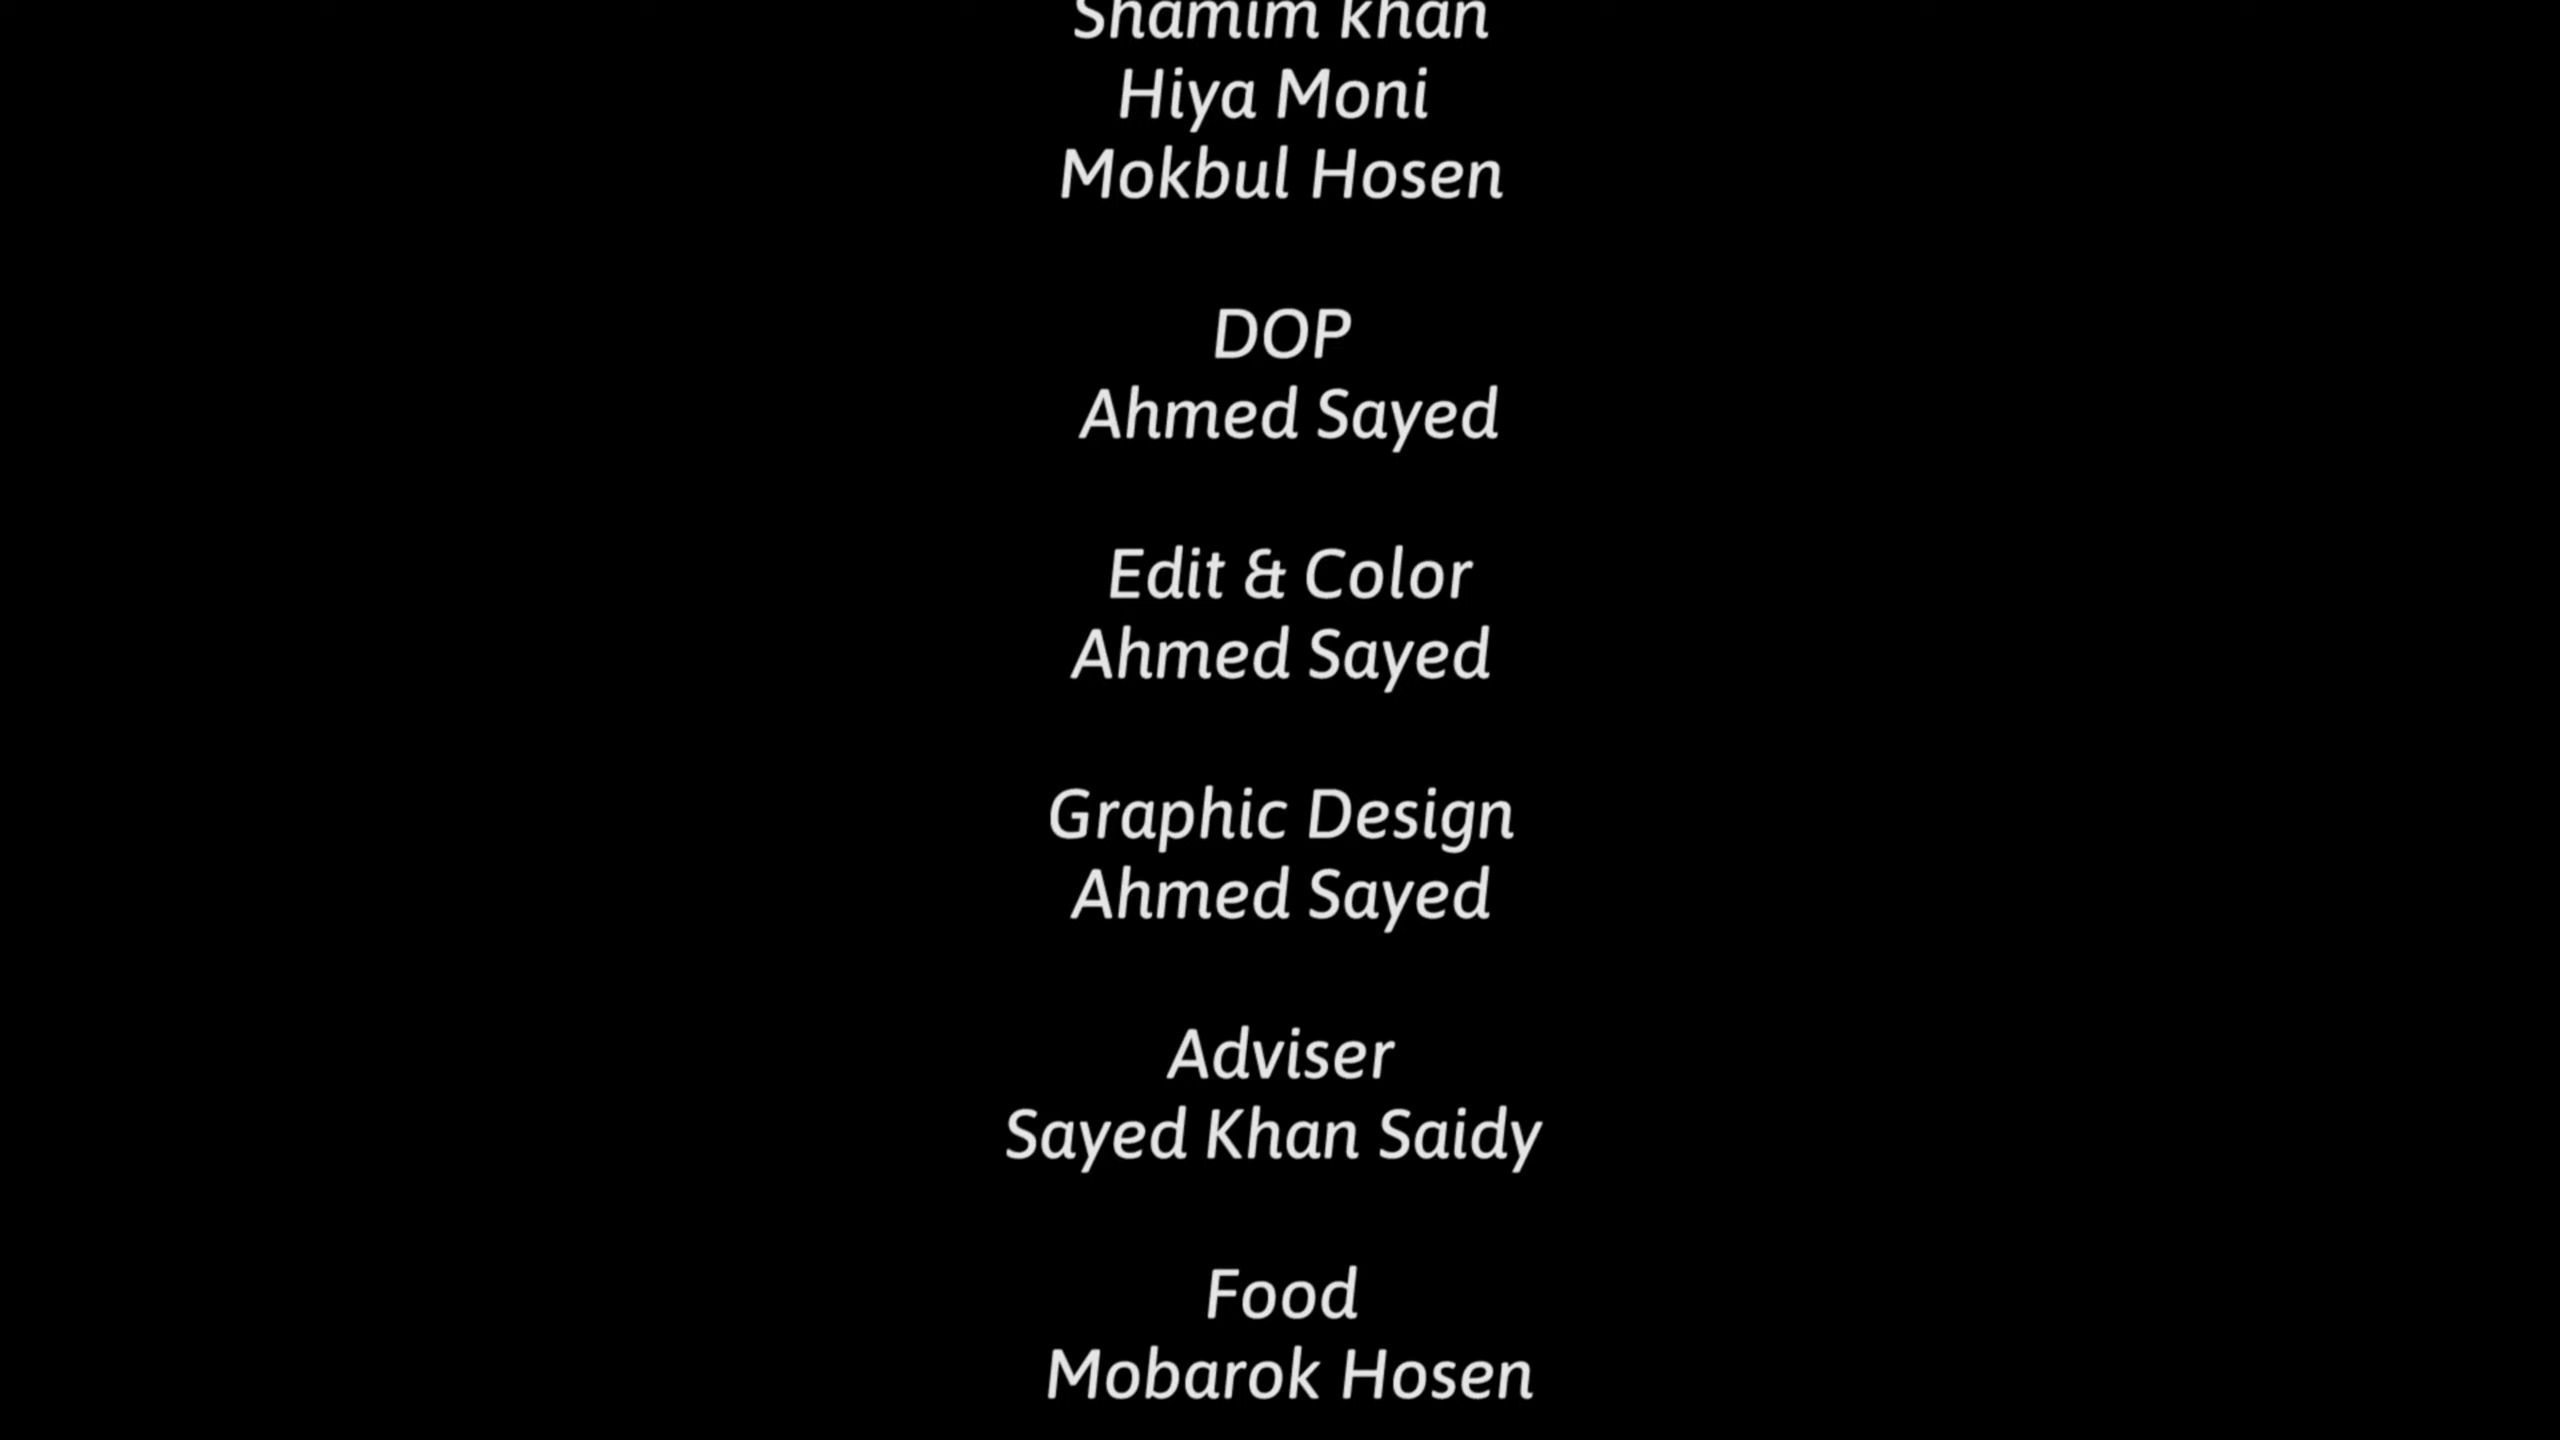 Shamim khan
Hiya Moni
Mokbul Hosen
DOP
Ahmed Sayed
Edit & Color
Ahmed Sayed
Graphic Design
Ahmed Sayed
Adviser
Sayed Khan Saidy
Food
Mobarok Hosen